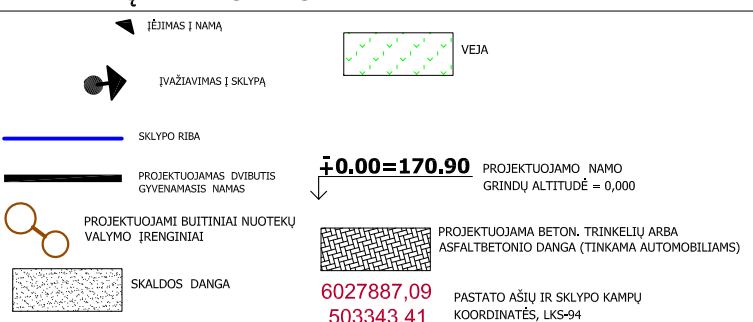 ĮĖJIMAS Į NAMĄ
VEJA
ĮVAŽIAVIMAS Į SKLYPĄ
SKLYPO RIBA
±0.00=170.90
PROJEKTUOJAMO NAMO
GRINDŲ ALTITUDĖ = 0,000
PROJEKTUOJAMAS DVIBUTIS
GYVENAMASIS NAMAS
PROJEKTUOJAMI BUITINIAI NUOTEKŲ
VALYMO ĮRENGINIAI
PROJEKTUOJAMA BETON. TRINKELIŲ ARBA
ASFALTBETONIO DANGA (TINKAMA AUTOMOBILIAMS)
SKALDOS DANGA
6027887,09
503343,41
PASTATO AŠIŲ IR SKLYPO KAMPŲ
KOORDINATĖS, LKS-94